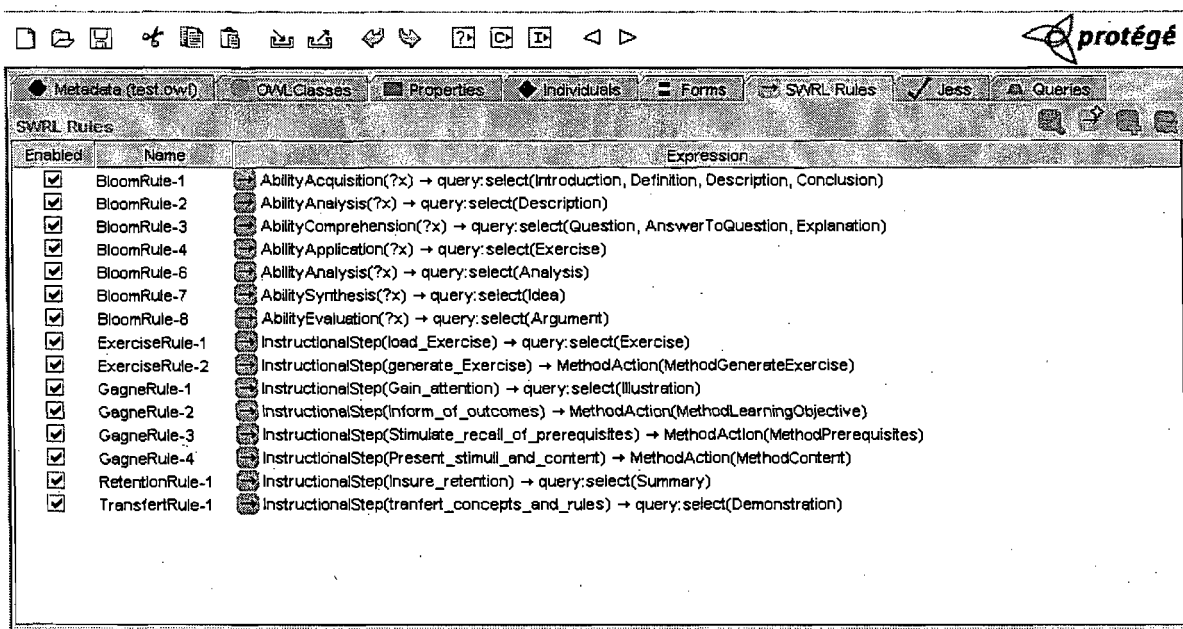 protégé
Metadata (test.owl) OWLClasses Properties Individuals Forms SWRL Rules Jess Queries
SWRL Rules
Enabled Name Expression
BloomRule-1 AbilityAcquisition(?x) → query:select(Introduction, Definition, Description, Conclusion)
BloomRule-2 AbilityAnalysis(?x) → query:select(Description)
BloomRule-3 AbilityComprehension(?x) → query:select(Question, AnswerToQuestion, Explanation)
BloomRule-4 AbilityApplication(?x) → query:select(Exercise)
BloomRule-6 AbilityAnalysis(?x) → query:select(Analysis)
BloomRule-7 AbilitySynthesis(?x) → query:select(Idea)
BloomRule-8 AbilityEvaluation(?x) → query:select(Argument)
ExerciseRule-1 InstructionalStep(load_Exercise) → query:select(Exercise)
ExerciseRule-2 InstructionalStep(generate_Exercise) → MethodAction(MethodGenerateExercise)
GagneRule-1 InstructionalStep(Gain_attention) → query:select(Illustration)
GagneRule-2 InstructionalStep(Inform_of_outcomes) → MethodAction(MethodLearningObjective)
GagneRule-3 InstructionalStep(Stimulate_recall_of_prerequisites) → MethodAction(MethodPrerequisites)
GagneRule-4 InstructionalStep(Present_stimuli_and_content) → MethodAction(MethodContent)
RetentionRule-1 InstructionalStep(Insure_retention) → query:select(Summary)
TransfertRule-1 InstructionalStep(tranfert_concepts_and_rules) → query:select(Demonstration)